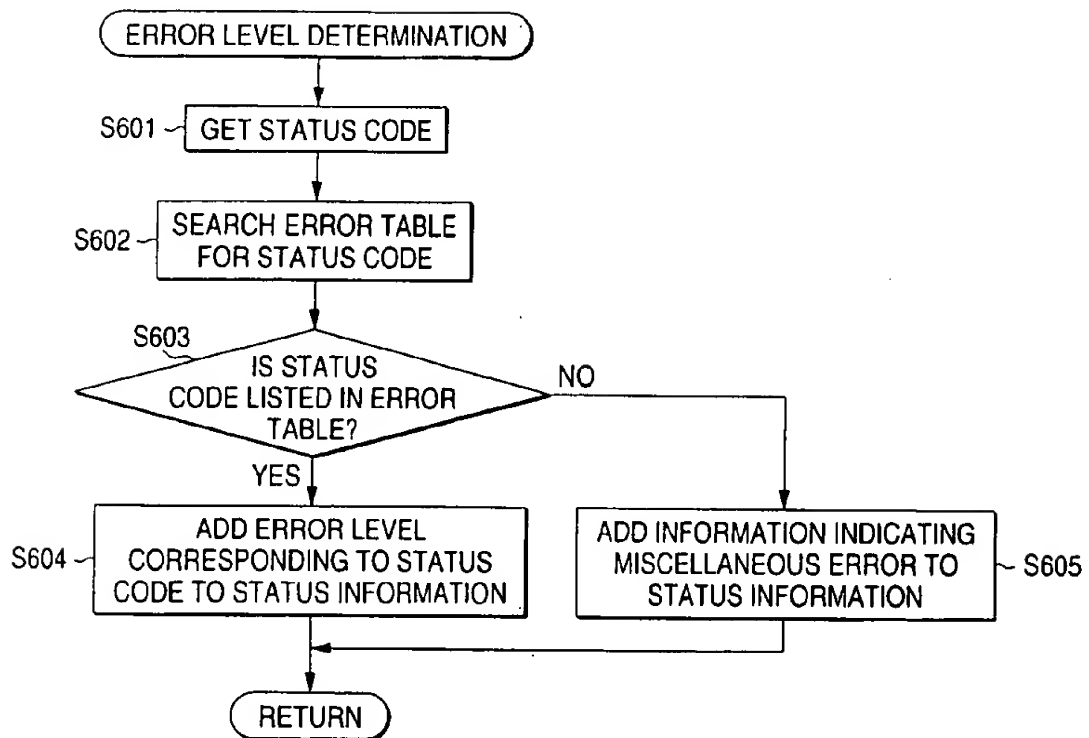 ERROR LEVEL DETERMINATION
S601
GET STATUS CODE
S602
SEARCH ERROR TABLE
FOR STATUS CODE
S603
IS STATUS
CODE LISTED IN ERROR
TABLE?
NO
YES
S604
ADD ERROR LEVEL
CORRESPONDING TO STATUS
CODE TO STATUS INFORMATION
ADD INFORMATION INDICATING
MISCELLANEOUS ERROR TO
STATUS INFORMATION
S605
RETURN